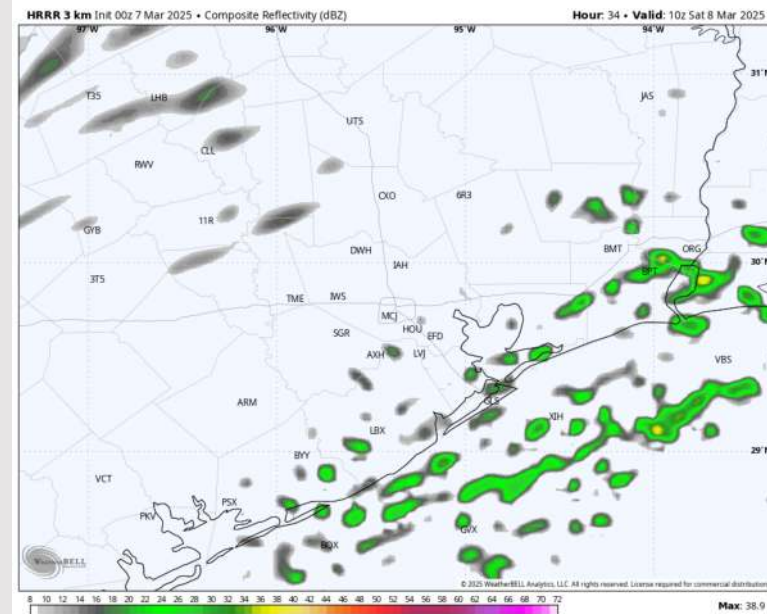 HRRR 3 km Init 00z 7 Mar 2025 • Composite Reflectivity (dBZ)
Hour: 34 • Valid: 10z Sat 8 Mar 2025
97°W 96°W 95°W 94°W
31°N
T35 LHB JAS
UTS
CLL
RWV
CXO 6R3
11R
GYB
DWH BMT ORG
IAH 30°N
BPT
3T5
TME IWS
MCJ
SGR HOU EFD
AXH LVJ VBS
GLS
ARM
XIH
LBX
BYY 29°N
VCT
PSX
PKV
GVX
BQX
WEATHERBELL
© 2025 WeatherBELL Analytics, LLC. All rights reserved. License required for commercial distribution
8 10 12 14 16 18 20 22 24 26 28 30 32 34 36 38 40 42 44 46 48 50 52 54 56 58 60 62 64 66 68 70 72
Max: 38.9